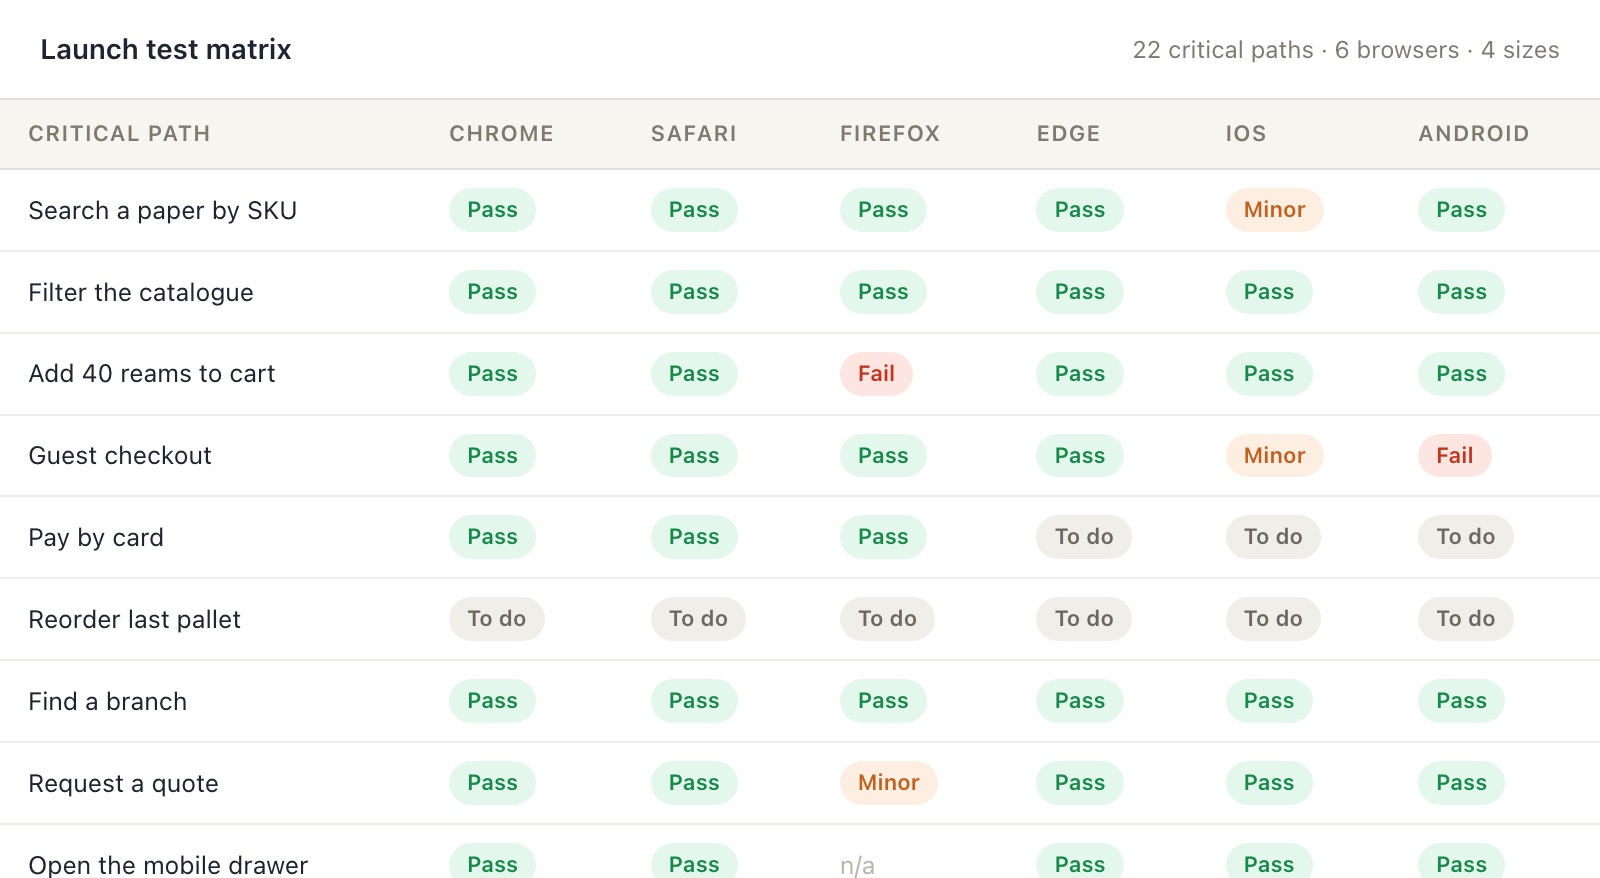 Launch test matrix 22 critical paths · 6 browsers · 4 sizes
CRITICAL PATH CHROME SAFARI FIREFOX EDGE IOS ANDROID
Search a paper by SKU Pass Pass Pass Pass Minor Pass
Filter the catalogue Pass Pass Pass Pass Pass Pass
Add 40 reams to cart Pass Pass Fail Pass Pass Pass
Guest checkout Pass Pass Pass Pass Minor Fail
Pay by card Pass Pass Pass To do To do To do
Reorder last pallet To do To do To do To do To do To do
Find a branch Pass Pass Pass Pass Pass Pass
Request a quote Pass Pass Minor Pass Pass Pass
Open the mobile drawer Pass Pass n/a Pass Pass Pass